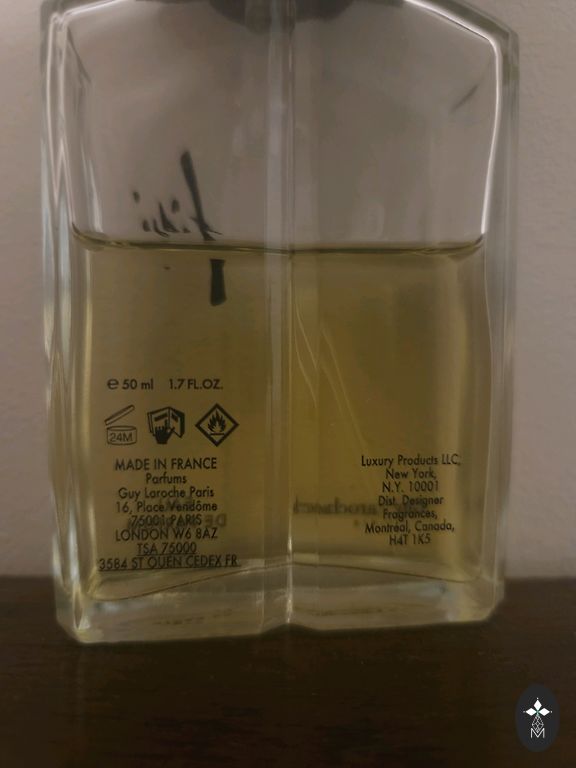 Fidji
e 50 ml 1.7 FL.OZ.
24M
MADE IN FRANCE
Parfums
Guy Laroche Paris
16, Place Vendôme
75001 PARIS
LONDON W6 8AZ
TSA 75000
3584 ST OUEN CEDEX FR.
Luxury Products LLC,
New York,
N.Y. 10001
Dist. Designer
Fragrances,
Montréal, Canada,
H4T 1K5
M